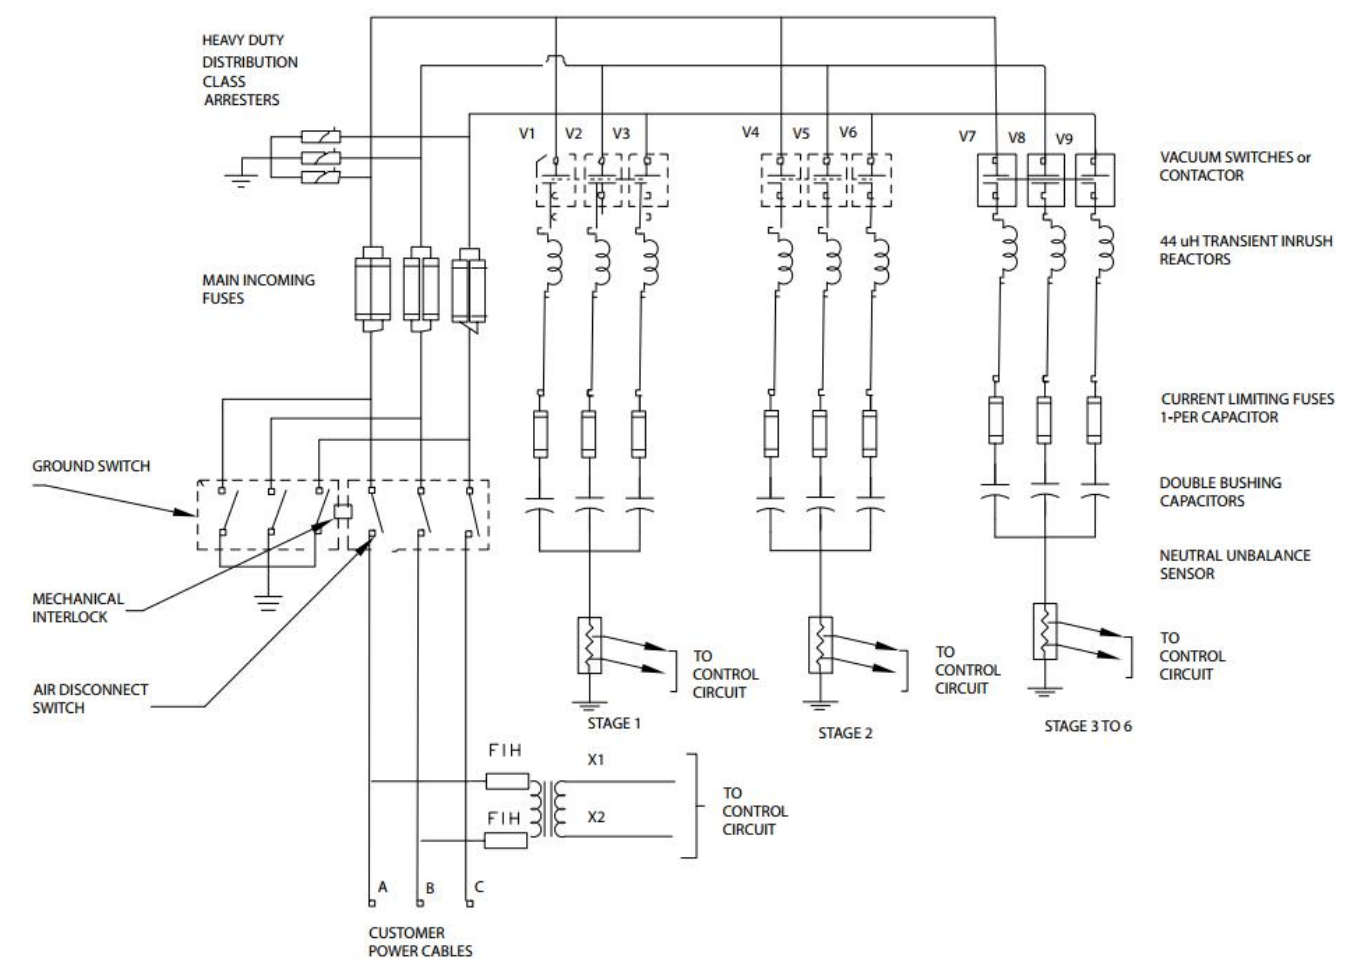 HEAVY DUTY
DISTRIBUTION
CLASS
ARRESTERS
V1 V2 V3
V4 V5 V6
V7 V8 V9
VACUUM SWITCHES or
CONTACTOR
44 uH TRANSIENT INRUSH
REACTORS
MAIN INCOMING
FUSES
CURRENT LIMITING FUSES
1-PER CAPACITOR
GROUND SWITCH
DOUBLE BUSHING
CAPACITORS
NEUTRAL UNBALANCE
SENSOR
MECHANICAL
INTERLOCK
AIR DISCONNECT
SWITCH
TO
CONTROL
CIRCUIT
TO
CONTROL
CIRCUIT
TO
CONTROL
CIRCUIT
STAGE 1
STAGE 2
STAGE 3 TO 6
F1H
X1
F1H
X2
TO
CONTROL
CIRCUIT
A B C
CUSTOMER
POWER CABLES